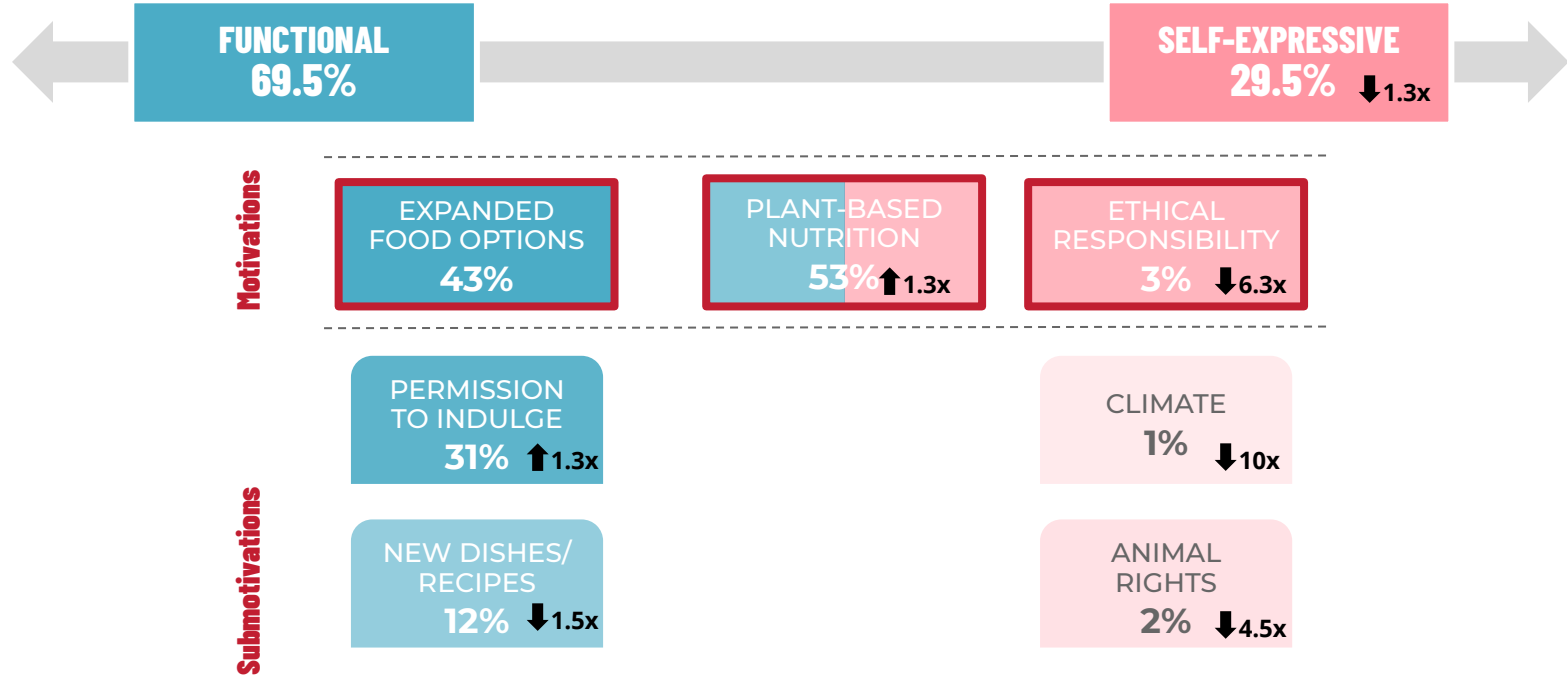 FUNCTIONAL
69.5%
SELF-EXPRESSIVE
29.5% 1.3x
Motivations
EXPANDED
FOOD OPTIONS
43%
PLANT-BASED
NUTRITION
53% 1.3x
ETHICAL
RESPONSIBILITY
3% 6.3x
Submotivations
PERMISSION
TO INDULGE
31% 1.3x
CLIMATE
1% 10x
NEW DISHES/
RECIPES
12% 1.5x
ANIMAL
RIGHTS
2% 4.5x